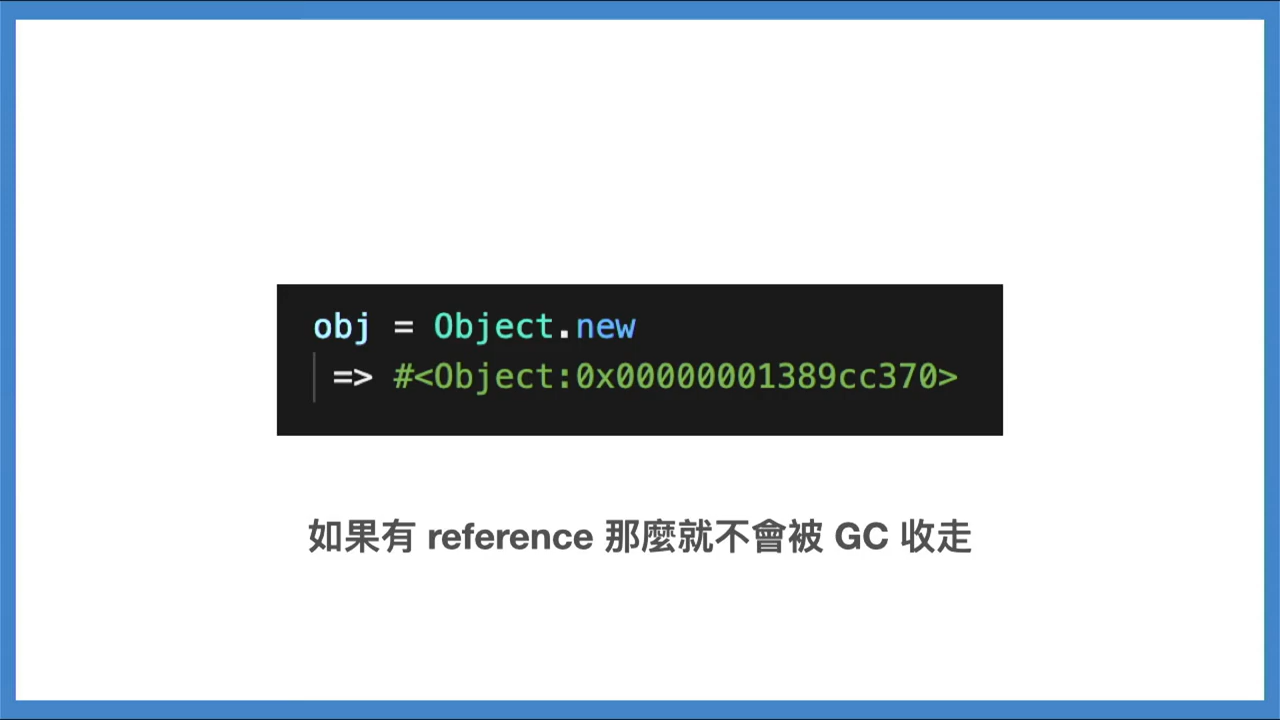 obj = Object.new
=> #<Object:0x00000001389cc370>
如果有 reference 那麼就不會被 GC 收走